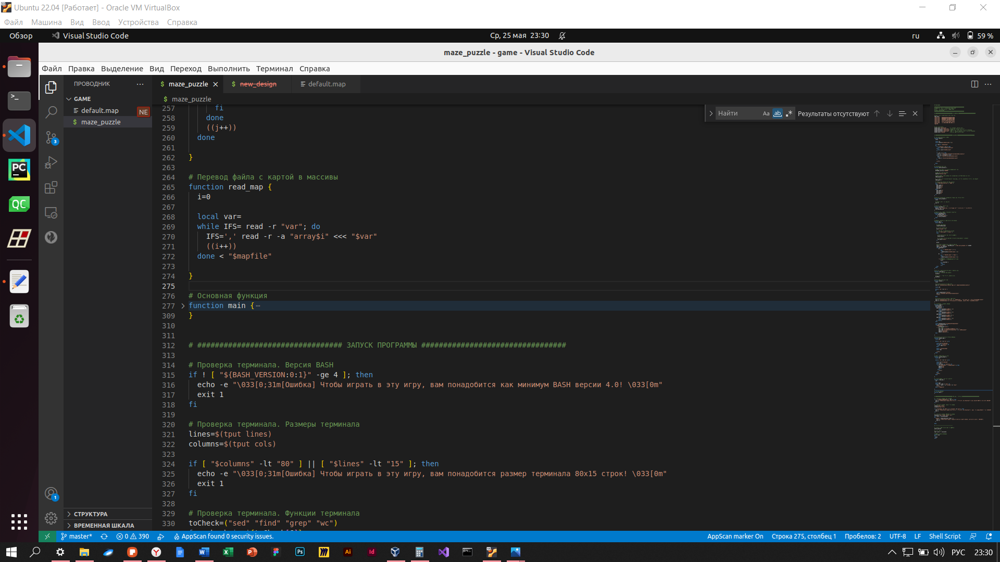 Ubuntu 22.04 [Работает] - Oracle VM VirtualBox
Файл Машина Вид Ввод Устройства Справка
Обзор Visual Studio Code Ср, 25 мая 23:30 ru 59 %
maze_puzzle - game - Visual Studio Code
Файл Правка Выделение Вид Переход Выполнить Терминал Справка
ПРОВОДНИК ··· $ maze_puzzle $ new_design default.map ···
GAME $ maze_puzzle
default.map NE
$ maze_puzzle
Найти Aa ab .* Результаты отсутствуют
257 fi
258 done
259 ((j++))
260 done
261
262 }
263
264 # Перевод файла с картой в массивы
265 function read_map {
266 i=0
267
268 local var=
269 while IFS= read -r "var"; do
270 IFS=',' read -r -a "array$i" <<< "$var"
271 ((i++))
272 done < "$mapfile"
273
274 }
275
276 # Основная функция
277 function main {···
309 }
310
311
312 # ################################# ЗАПУСК ПРОГРАММЫ #################################
313
314 # Проверка терминала. Версия BASH
315 if ! [ "${BASH_VERSION:0:1}" -ge 4 ]; then
316 echo -e "\033[0;31m[Ошибка] Чтобы играть в эту игру, вам понадобится как минимум BASH версии 4.0! \033[0m"
317 exit 1
318 fi
319
320 # Проверка терминала. Размеры терминала
321 lines=$(tput lines)
322 columns=$(tput cols)
323
324 if [ "$columns" -lt "80" ] || [ "$lines" -lt "15" ]; then
325 echo -e "\033[0;31m[Ошибка] Чтобы играть в эту игру, вам понадобится размер терминала 80x15 строк! \033[0m"
326 exit 1
327 fi
328
329 # Проверка терминала. Функции терминала
330 toCheck=("sed" "find" "grep" "wc")
PC
QC
3
1
СТРУКТУРА
ВРЕМЕННАЯ ШКАЛА
master* 0 390 AppScan found 0 security issues. AppScan marker On Строка 275, столбец 1 Пробелов: 2 UTF-8 LF Shell Script
Y W X P Ps Ai Id РУС 23:30